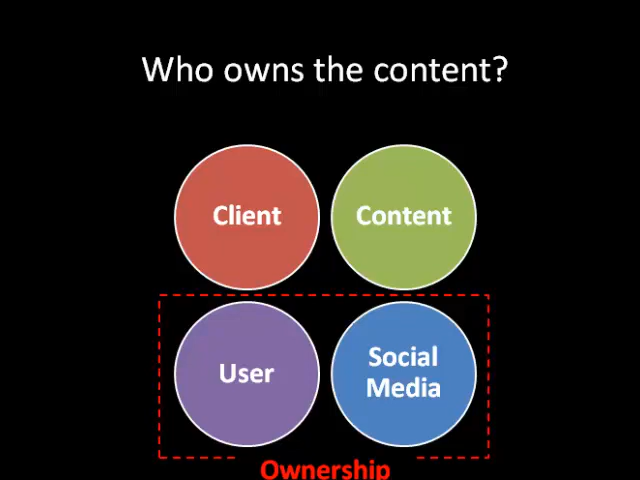 Who owns the content?
Client
Content
User
Social
Media
Ownership